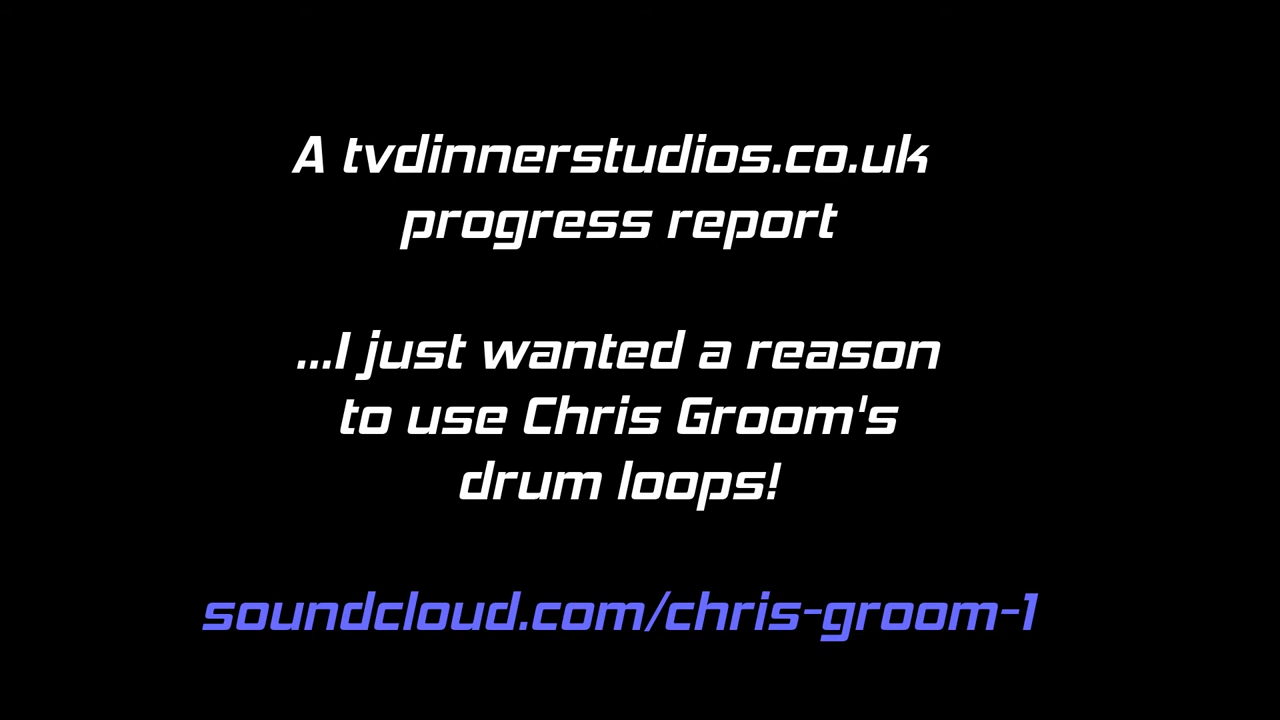 A tvdinnerstudios.co.uk
progress report
...I just wanted a reason
to use Chris Groom's
drum loops!
soundcloud.com/chris-groom-1